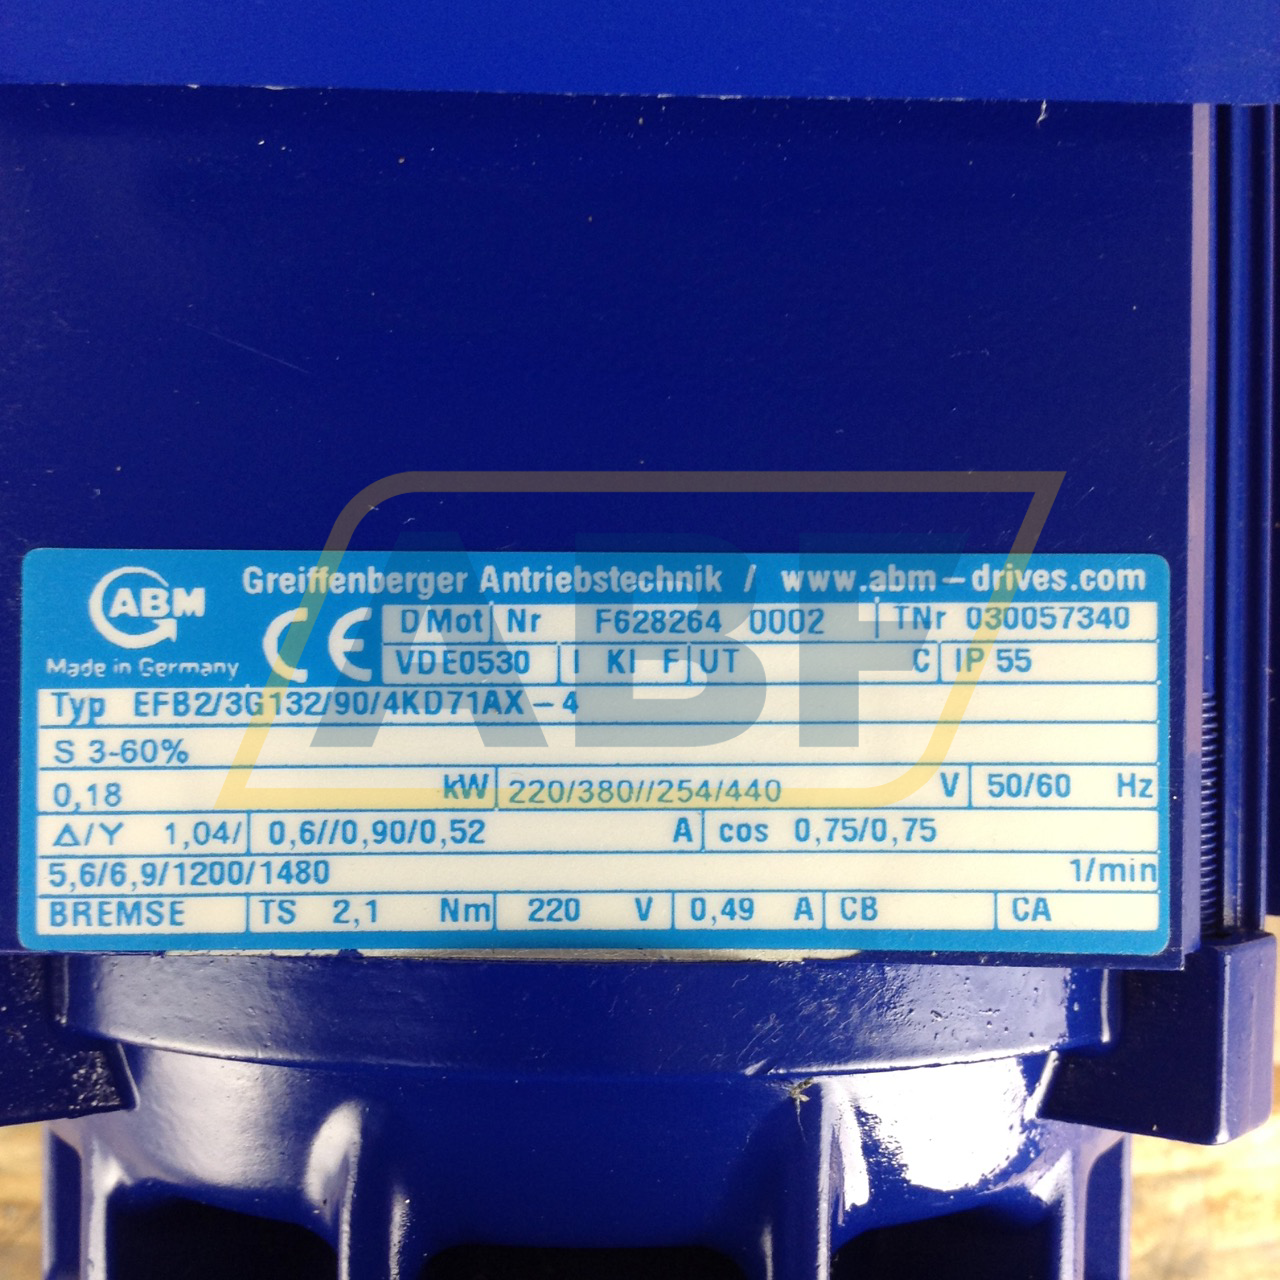 ABM
Made in Germany
Greiffenberger Antriebstechnik / www.abm-drives.com
CE
DMot Nr F628264 0002 TNr 030057340
VDE0530 I KI F UT C IP 55
Typ EFB2/3G132/90/4KD71AX-4
S 3-60%
0,18 kW 220/380//254/440 V 50/60 Hz
Δ/Y 1,04/ 0,6//0,90/0,52 A cos 0,75/0,75
5,6/6,9/1200/1480 1/min
BREMSE TS 2,1 Nm 220 V 0,49 A CB CA
ABF